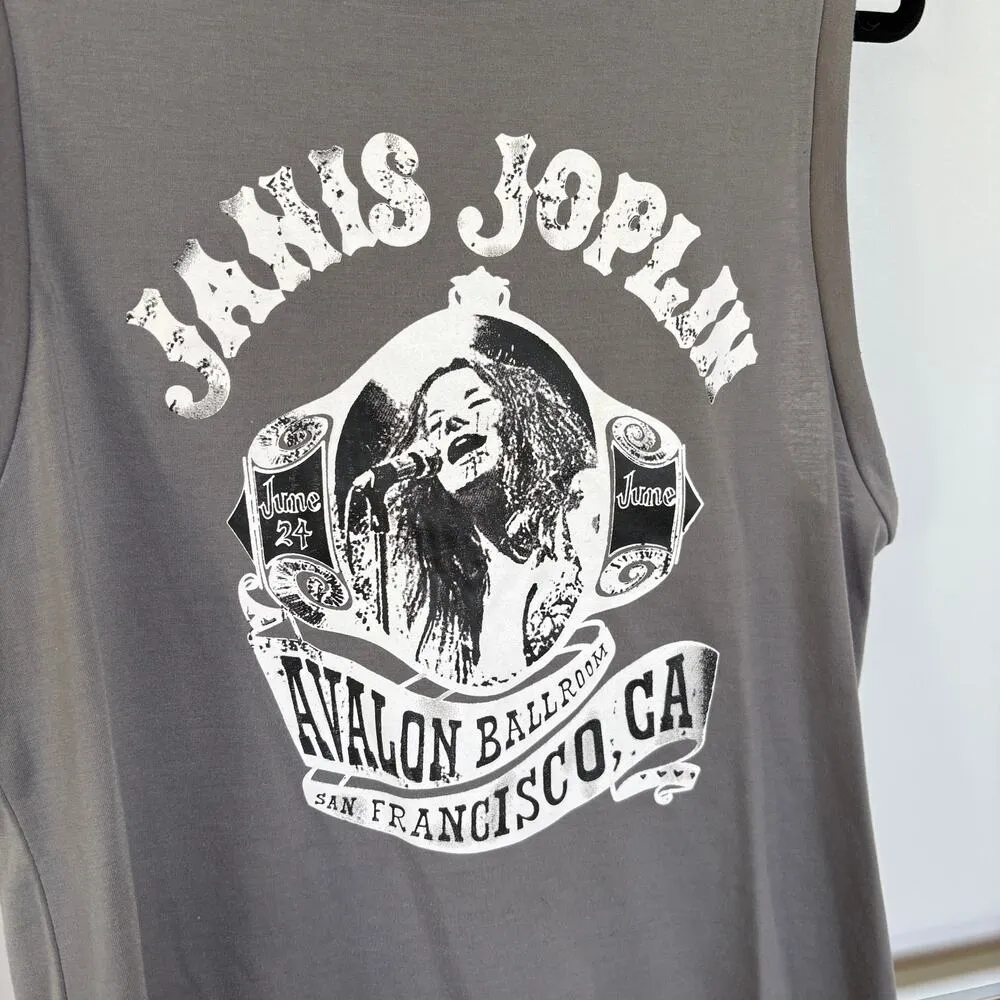 JANIS JOPLIN
June
24
June
AVALON BALLROOM
SAN FRANCISCO, CA